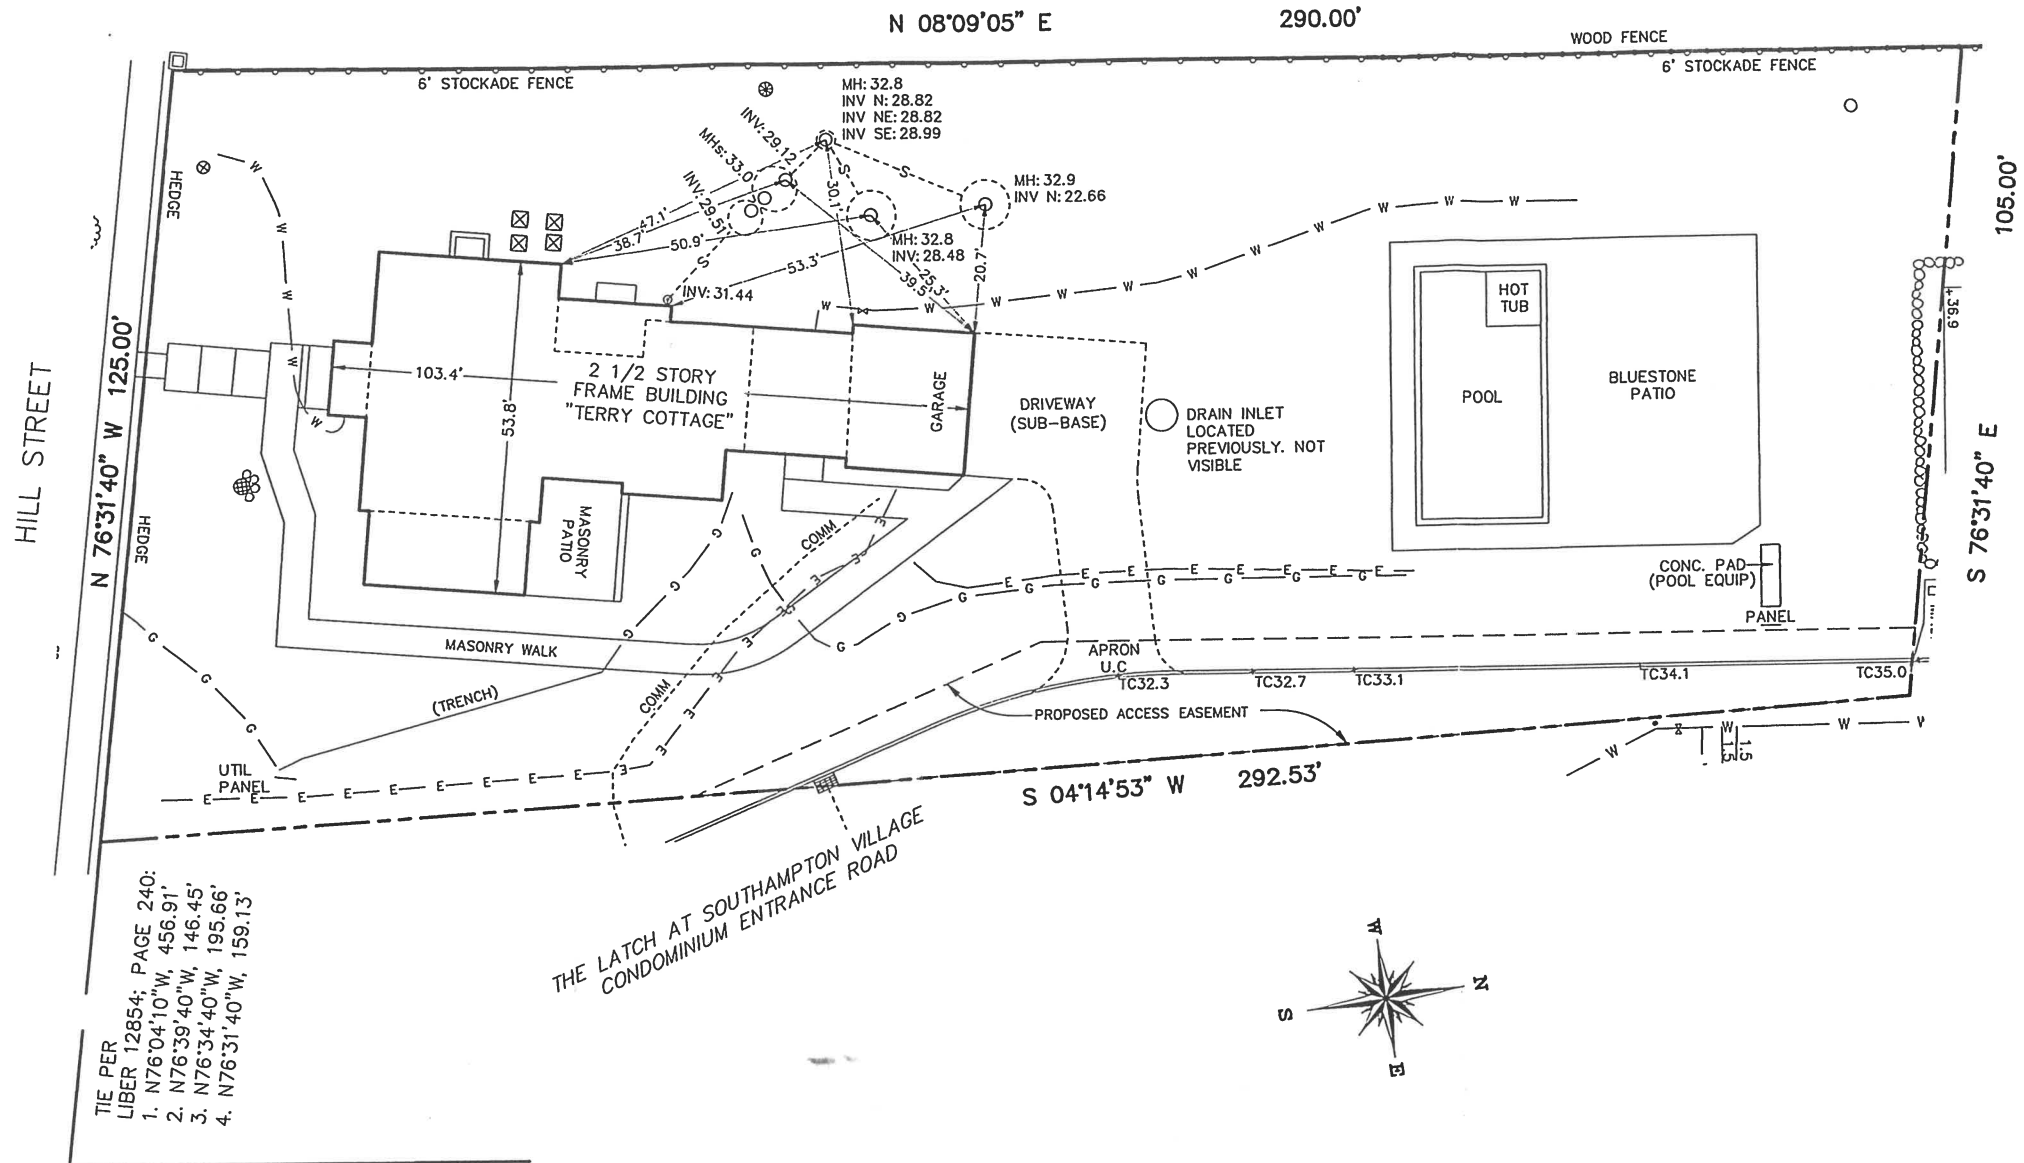 N 08°09'05" E 290.00'
WOOD FENCE
6' STOCKADE FENCE
6' STOCKADE FENCE
MH: 32.8
INV N: 28.82
INV NE: 28.82
INV SE: 28.99
INV: 29.12
MHs: 33.0
INV: 29.51
MH: 32.9
INV N: 22.66
MH: 32.8
INV: 28.48
INV: 31.44
47.1'
38.7'
50.9'
53.3'
30.1'
25.3'
39.5'
20.7'
S
S
S
HEDGE
HEDGE
HILL STREET
N 76°31'40" W 125.00'
103.4'
53.8'
2 1/2 STORY
FRAME BUILDING
"TERRY COTTAGE"
GARAGE
DRIVEWAY
(SUB-BASE)
DRAIN INLET
LOCATED
PREVIOUSLY. NOT
VISIBLE
HOT
TUB
POOL
BLUESTONE
PATIO
+ 36.9
105.00'
S 76°31'40" E
MASONRY
PATIO
COMM
COMM
CONC. PAD
(POOL EQUIP)
PANEL
MASONRY WALK
(TRENCH)
APRON
U.C
TC32.3
TC32.7
TC33.1
TC34.1
TC35.0
PROPOSED ACCESS EASEMENT
UTIL
PANEL
S 04°14'53" W 292.53'
1.5
1.5
W W W W W W W W W W W W W W W W W W W W W
G G G G G G G G G G G G G G G
E E E E E E E E E E E E E E E E E E E E E
THE LATCH AT SOUTHAMPTON VILLAGE
CONDOMINIUM ENTRANCE ROAD
TIE PER
LIBER 12854; PAGE 240:
1. N76°04'10"W, 456.91'
2. N76°39'40"W, 146.45'
3. N76°34'40"W, 195.66'
4. N76°31'40"W, 159.13'
W
N
S
E